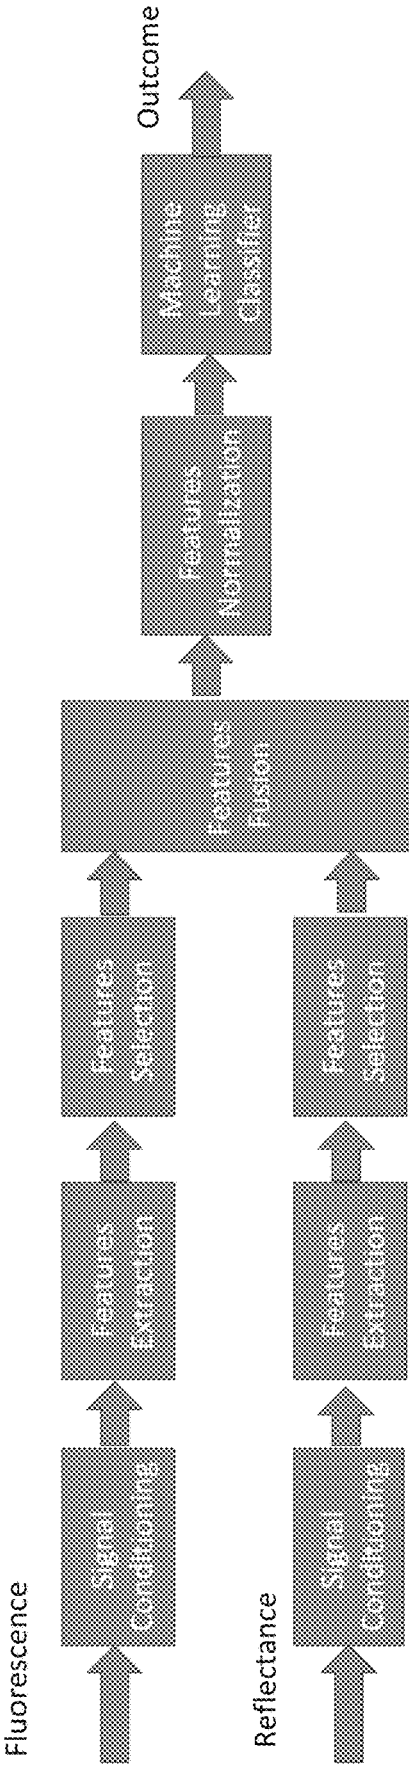 Fluorescence
Signal
Conditioning
Features
Extraction
Features
Selection
Reflectance
Signal
Conditioning
Features
Extraction
Features
Selection
Features
Fusion
Features
Normalization
Machine
Learning
Classifier
Outcome